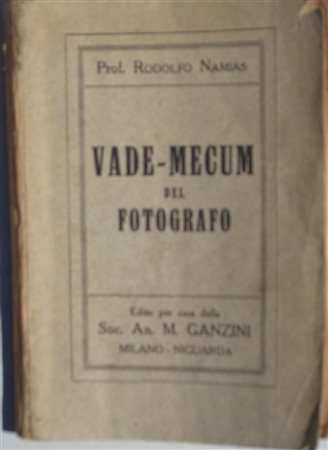 Prof. RODOLFO NAMIAS
VADE-MECUM
DEL
FOTOGRAFO
Edito per cura della
Soc. An. M. GANZINI
MILANO - NIGUARDA